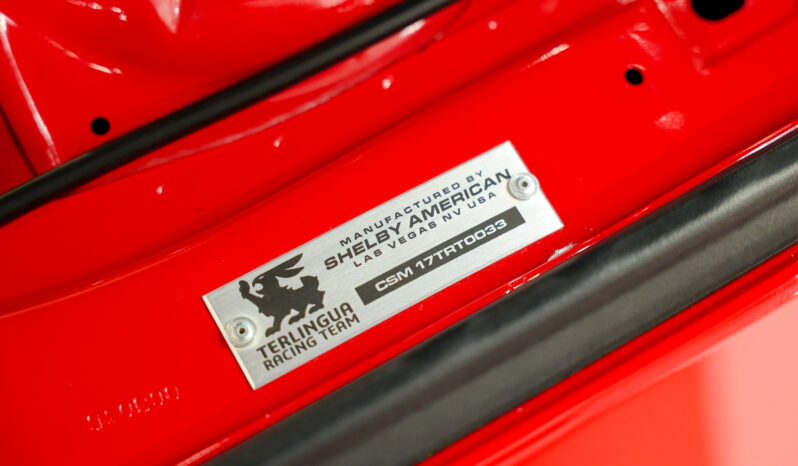 MANUFACTURED BY
SHELBY AMERICAN
LAS VEGAS NV USA
CSM 17TRT0033
TERLINGUA
RACING TEAM